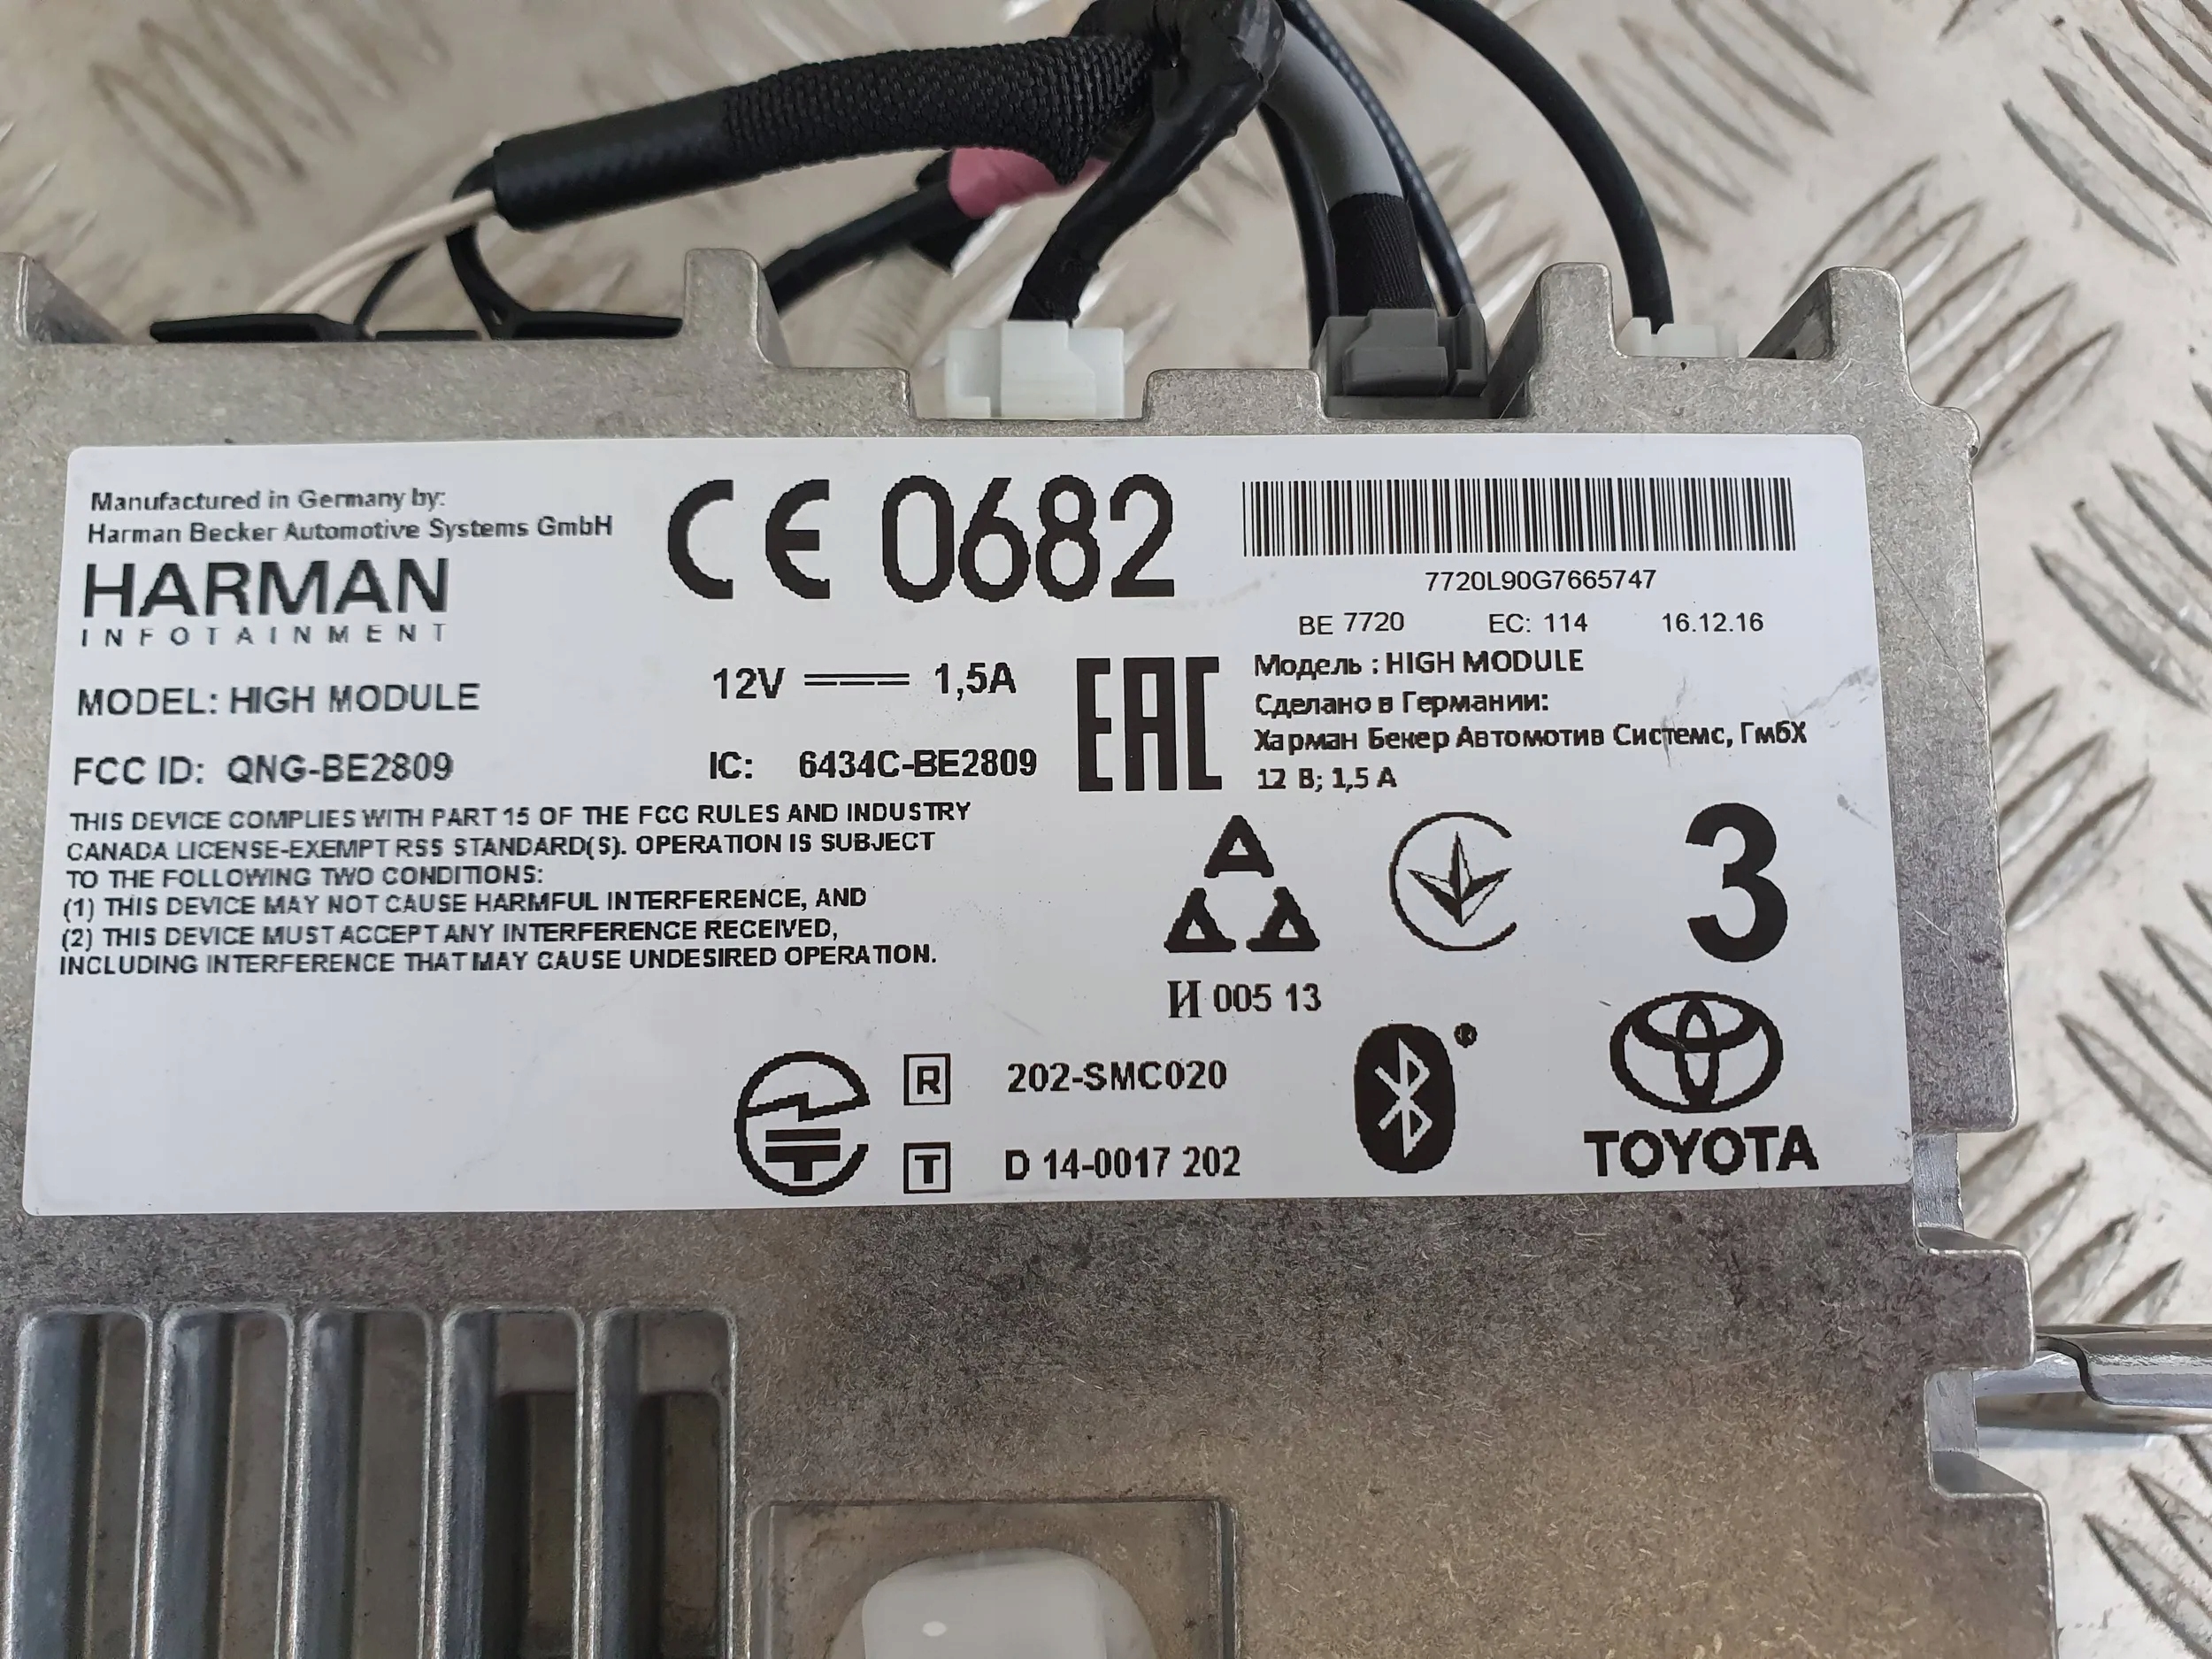 Manufactured in Germany by:
Harman Becker Automotive Systems GmbH
HARMAN
INFOTAINMENT
MODEL: HIGH MODULE
FCC ID: QNG-BE2809
CE 0682
12V 1,5A
IC: 6434C-BE2809
THIS DEVICE COMPLIES WITH PART 15 OF THE FCC RULES AND INDUSTRY
CANADA LICENSE-EXEMPT RSS STANDARD(S). OPERATION IS SUBJECT
TO THE FOLLOWING TWO CONDITIONS:
(1) THIS DEVICE MAY NOT CAUSE HARMFUL INTERFERENCE, AND
(2) THIS DEVICE MUST ACCEPT ANY INTERFERENCE RECEIVED,
INCLUDING INTERFERENCE THAT MAY CAUSE UNDESIRED OPERATION.
7720L90G7665747
BE 7720 EC: 114 16.12.16
EAC
Модель : HIGH MODULE
Сделано в Германии:
Харман Бекер Автомотив Системс, ГмбХ
12 В; 1,5 А
3
И 005 13
R 202-SMC020
T D 14-0017 202
®
TOYOTA